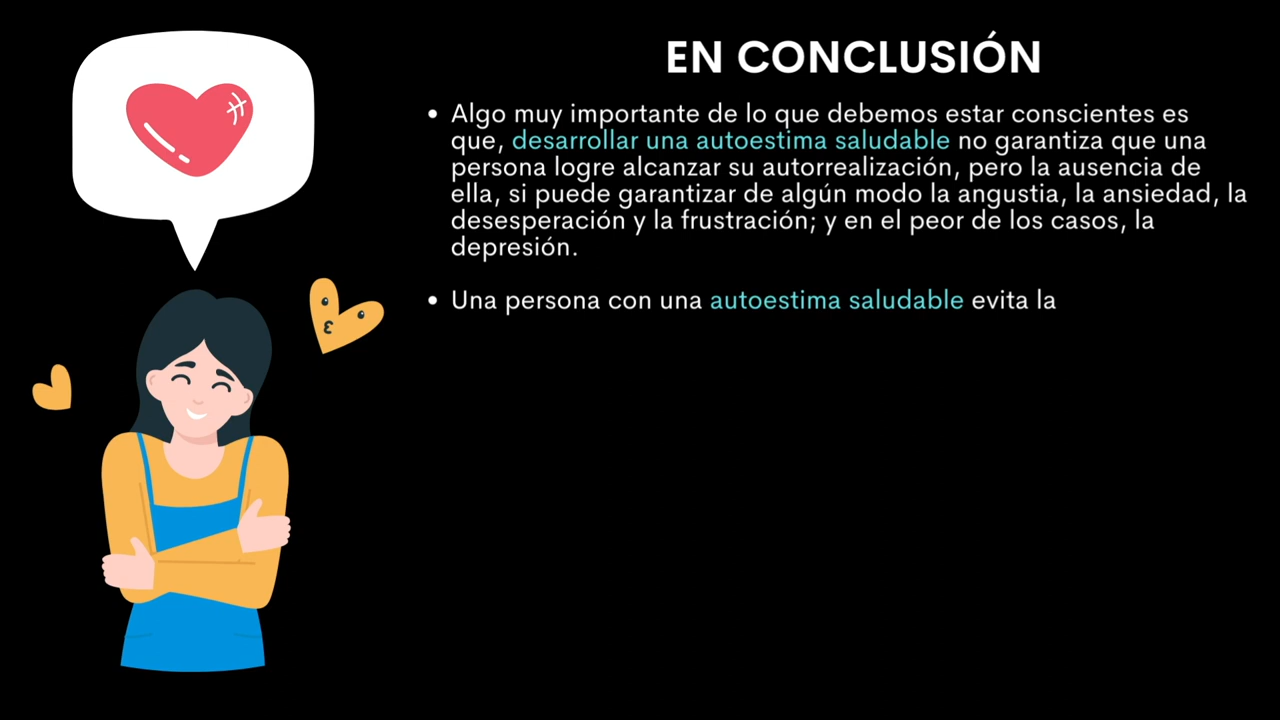 EN CONCLUSIÓN
• Algo muy importante de lo que debemos estar conscientes es
que, desarrollar una autoestima saludable no garantiza que una
persona logre alcanzar su autorrealización, pero la ausencia de
ella, si puede garantizar de algún modo la angustia, la ansiedad, la
desesperación y la frustración; y en el peor de los casos, la
depresión.
• Una persona con una autoestima saludable evita la